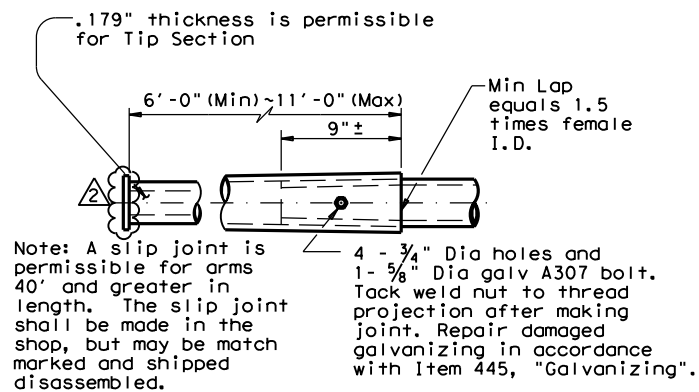 .179" thickness is permissible
for Tip Section
6'-0"(Min)~11'-0"(Max)
9"±
Min Lap
equals 1.5
times female
I.D.
2
Note: A slip joint is
permissible for arms
40' and greater in
length. The slip joint
shall be made in the
shop, but may be match
marked and shipped
disassembled.
4 - ¾" Dia holes and
1- ⅝" Dia galv A307 bolt.
Tack weld nut to thread
projection after making
joint. Repair damaged
galvanizing in accordance
with Item 445, "Galvanizing".